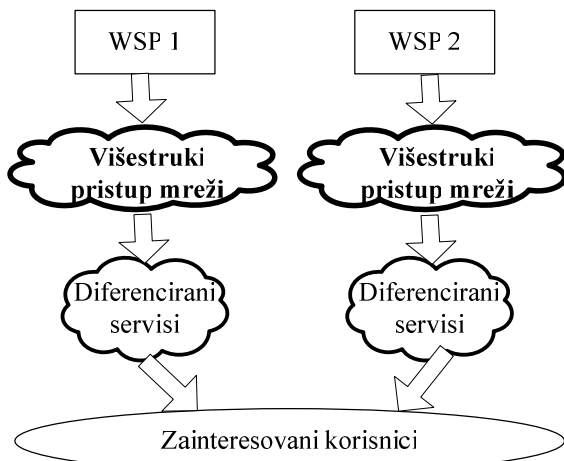 WSP 1
WSP 2
Višestruki
pristup mreži
Višestruki
pristup mreži
Diferencirani
servisi
Diferencirani
servisi
Zainteresovani korisnici